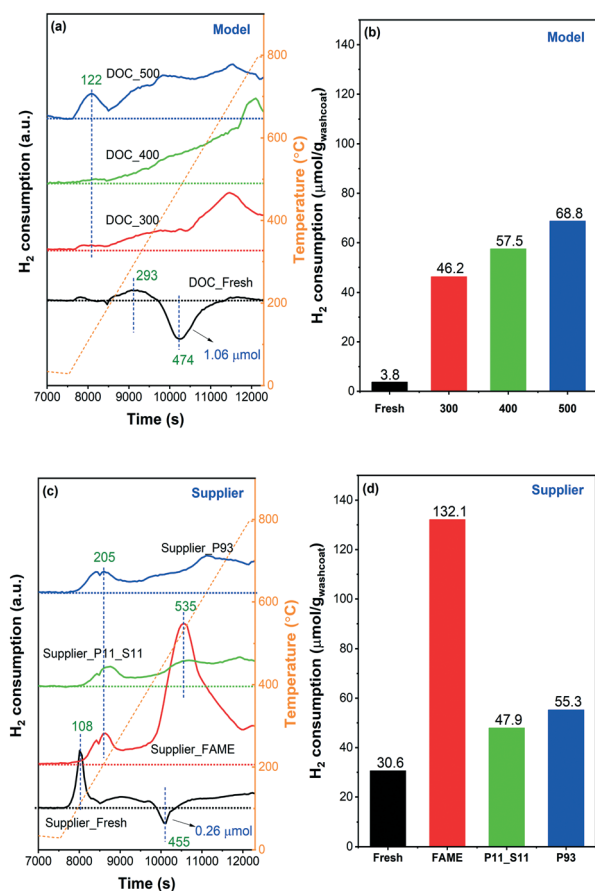 (a)
Model
122
DOC_500
DOC_400
DOC_300
293
DOC_Fresh
474
1.06 μmol
H2 consumption (a.u.)
Temperature (°C)
800
600
400
200
0
7000 8000 9000 10000 11000 12000
Time (s)
(b)
Model
H2 consumption (μmol/gwashcoat)
140
120
100
80
60
40
20
0
3.8
46.2
57.5
68.8
Fresh 300 400 500
(c)
Supplier
Supplier_P93
205
535
Supplier_P11_S11
108
Supplier_FAME
Supplier_Fresh
455
0.26 μmol
H2 consumption (a.u.)
Temperature (°C)
800
600
400
200
0
7000 8000 9000 10000 11000 12000
Time (s)
(d)
Supplier
H2 consumption (μmol/gwashcoat)
140
120
100
80
60
40
20
0
30.6
132.1
47.9
55.3
Fresh FAME P11_S11 P93